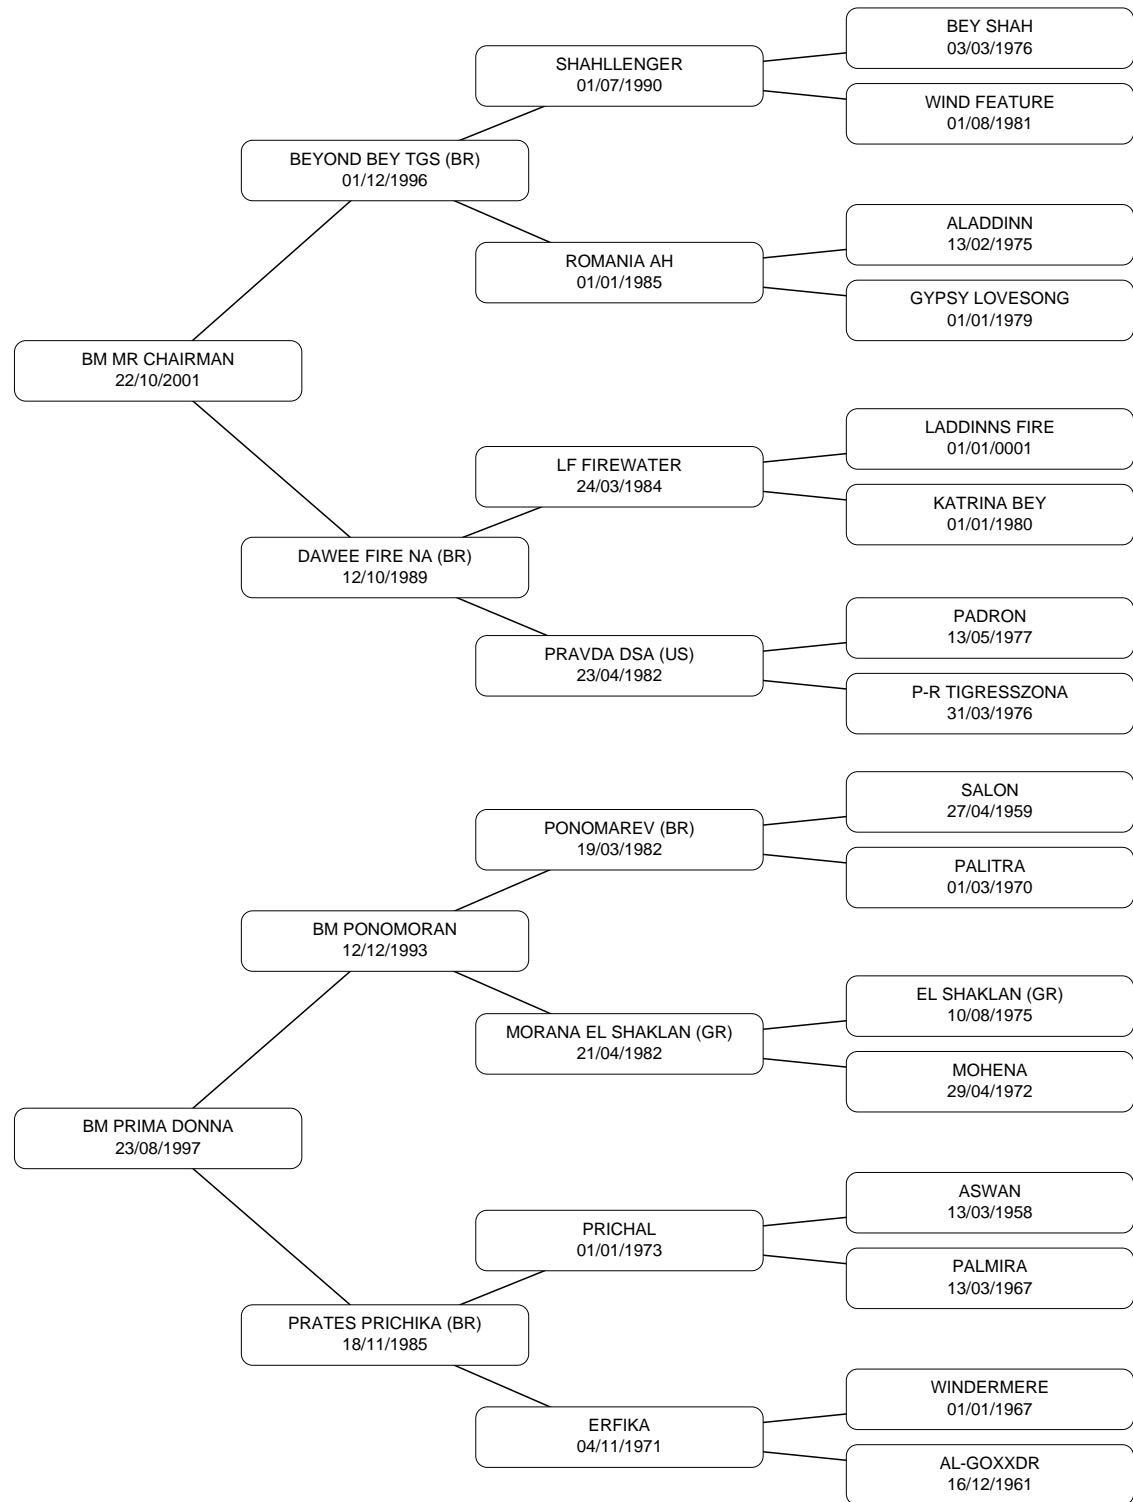 BEY SHAH
03/03/1976
SHAHLLENGER
01/07/1990
WIND FEATURE
01/08/1981
BEYOND BEY TGS (BR)
01/12/1996
ALADDINN
13/02/1975
ROMANIA AH
01/01/1985
GYPSY LOVESONG
01/01/1979
BM MR CHAIRMAN
22/10/2001
LADDINNS FIRE
01/01/0001
LF FIREWATER
24/03/1984
KATRINA BEY
01/01/1980
DAWEE FIRE NA (BR)
12/10/1989
PADRON
13/05/1977
PRAVDA DSA (US)
23/04/1982
P-R TIGRESSZONA
31/03/1976
SALON
27/04/1959
PONOMAREV (BR)
19/03/1982
PALITRA
01/03/1970
BM PONOMORAN
12/12/1993
EL SHAKLAN (GR)
10/08/1975
MORANA EL SHAKLAN (GR)
21/04/1982
MOHENA
29/04/1972
BM PRIMA DONNA
23/08/1997
ASWAN
13/03/1958
PRICHAL
01/01/1973
PALMIRA
13/03/1967
PRATES PRICHIKA (BR)
18/11/1985
WINDERMERE
01/01/1967
ERFIKA
04/11/1971
AL-GOXXDR
16/12/1961